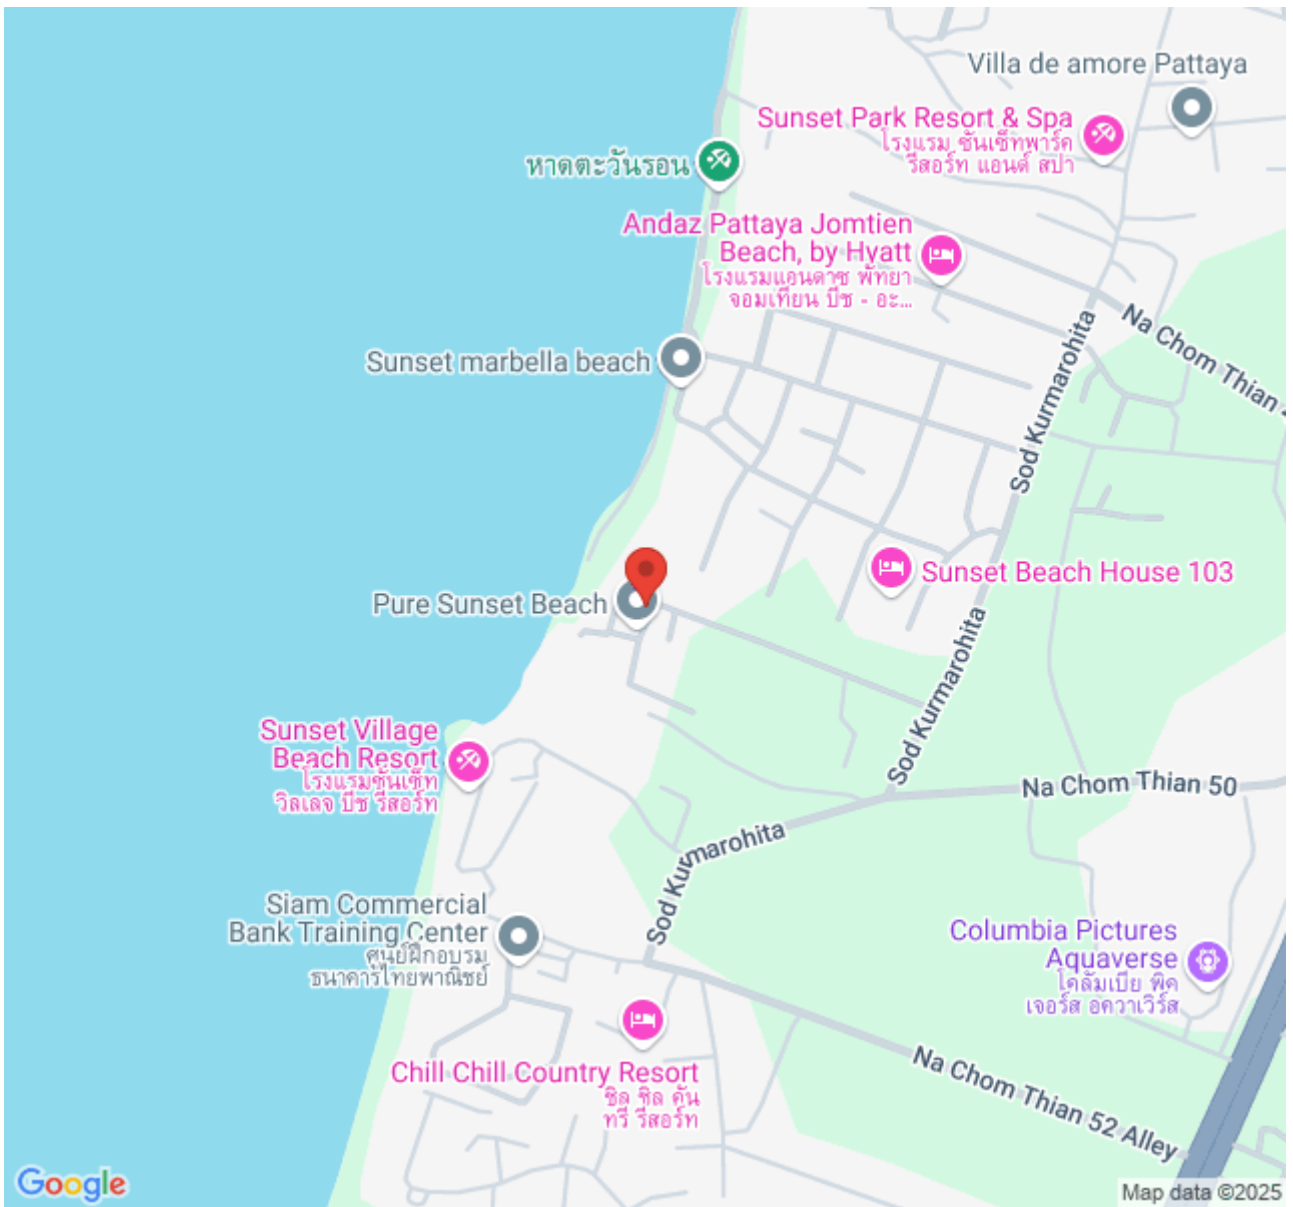 Villa de amore Pattaya
Sunset Park Resort & Spa
โรงแรม ซันเซ็ทพาร์ค
รีสอร์ท แอนด์ สปา
หาดตะวันรอน
Andaz Pattaya Jomtien
Beach, by Hyatt
โรงแรมแอนดาซ พัทยา
จอมเทียน บีช - อะ...
Na Chom Thian 4
Sod Kurmarohita
Sunset marbella beach
Sunset Beach House 103
Pure Sunset Beach
Sod Kurmarohita
Sunset Village
Beach Resort
โรงแรมซันเซ็ท
วิลเลจ บีช รีสอร์ท
Na Chom Thian 50
Sod Kurmarohita
Siam Commercial
Bank Training Center
ศูนย์ฝึกอบรม
ธนาคารไทยพาณิชย์
Columbia Pictures
Aquaverse
โคลัมเบีย พิค
เจอร์ส อควาเวิร์ส
Chill Chill Country Resort
ชิล ชิล คัน
ทรี รีสอร์ท
Na Chom Thian 52 Alley
Google
Map data ©2025